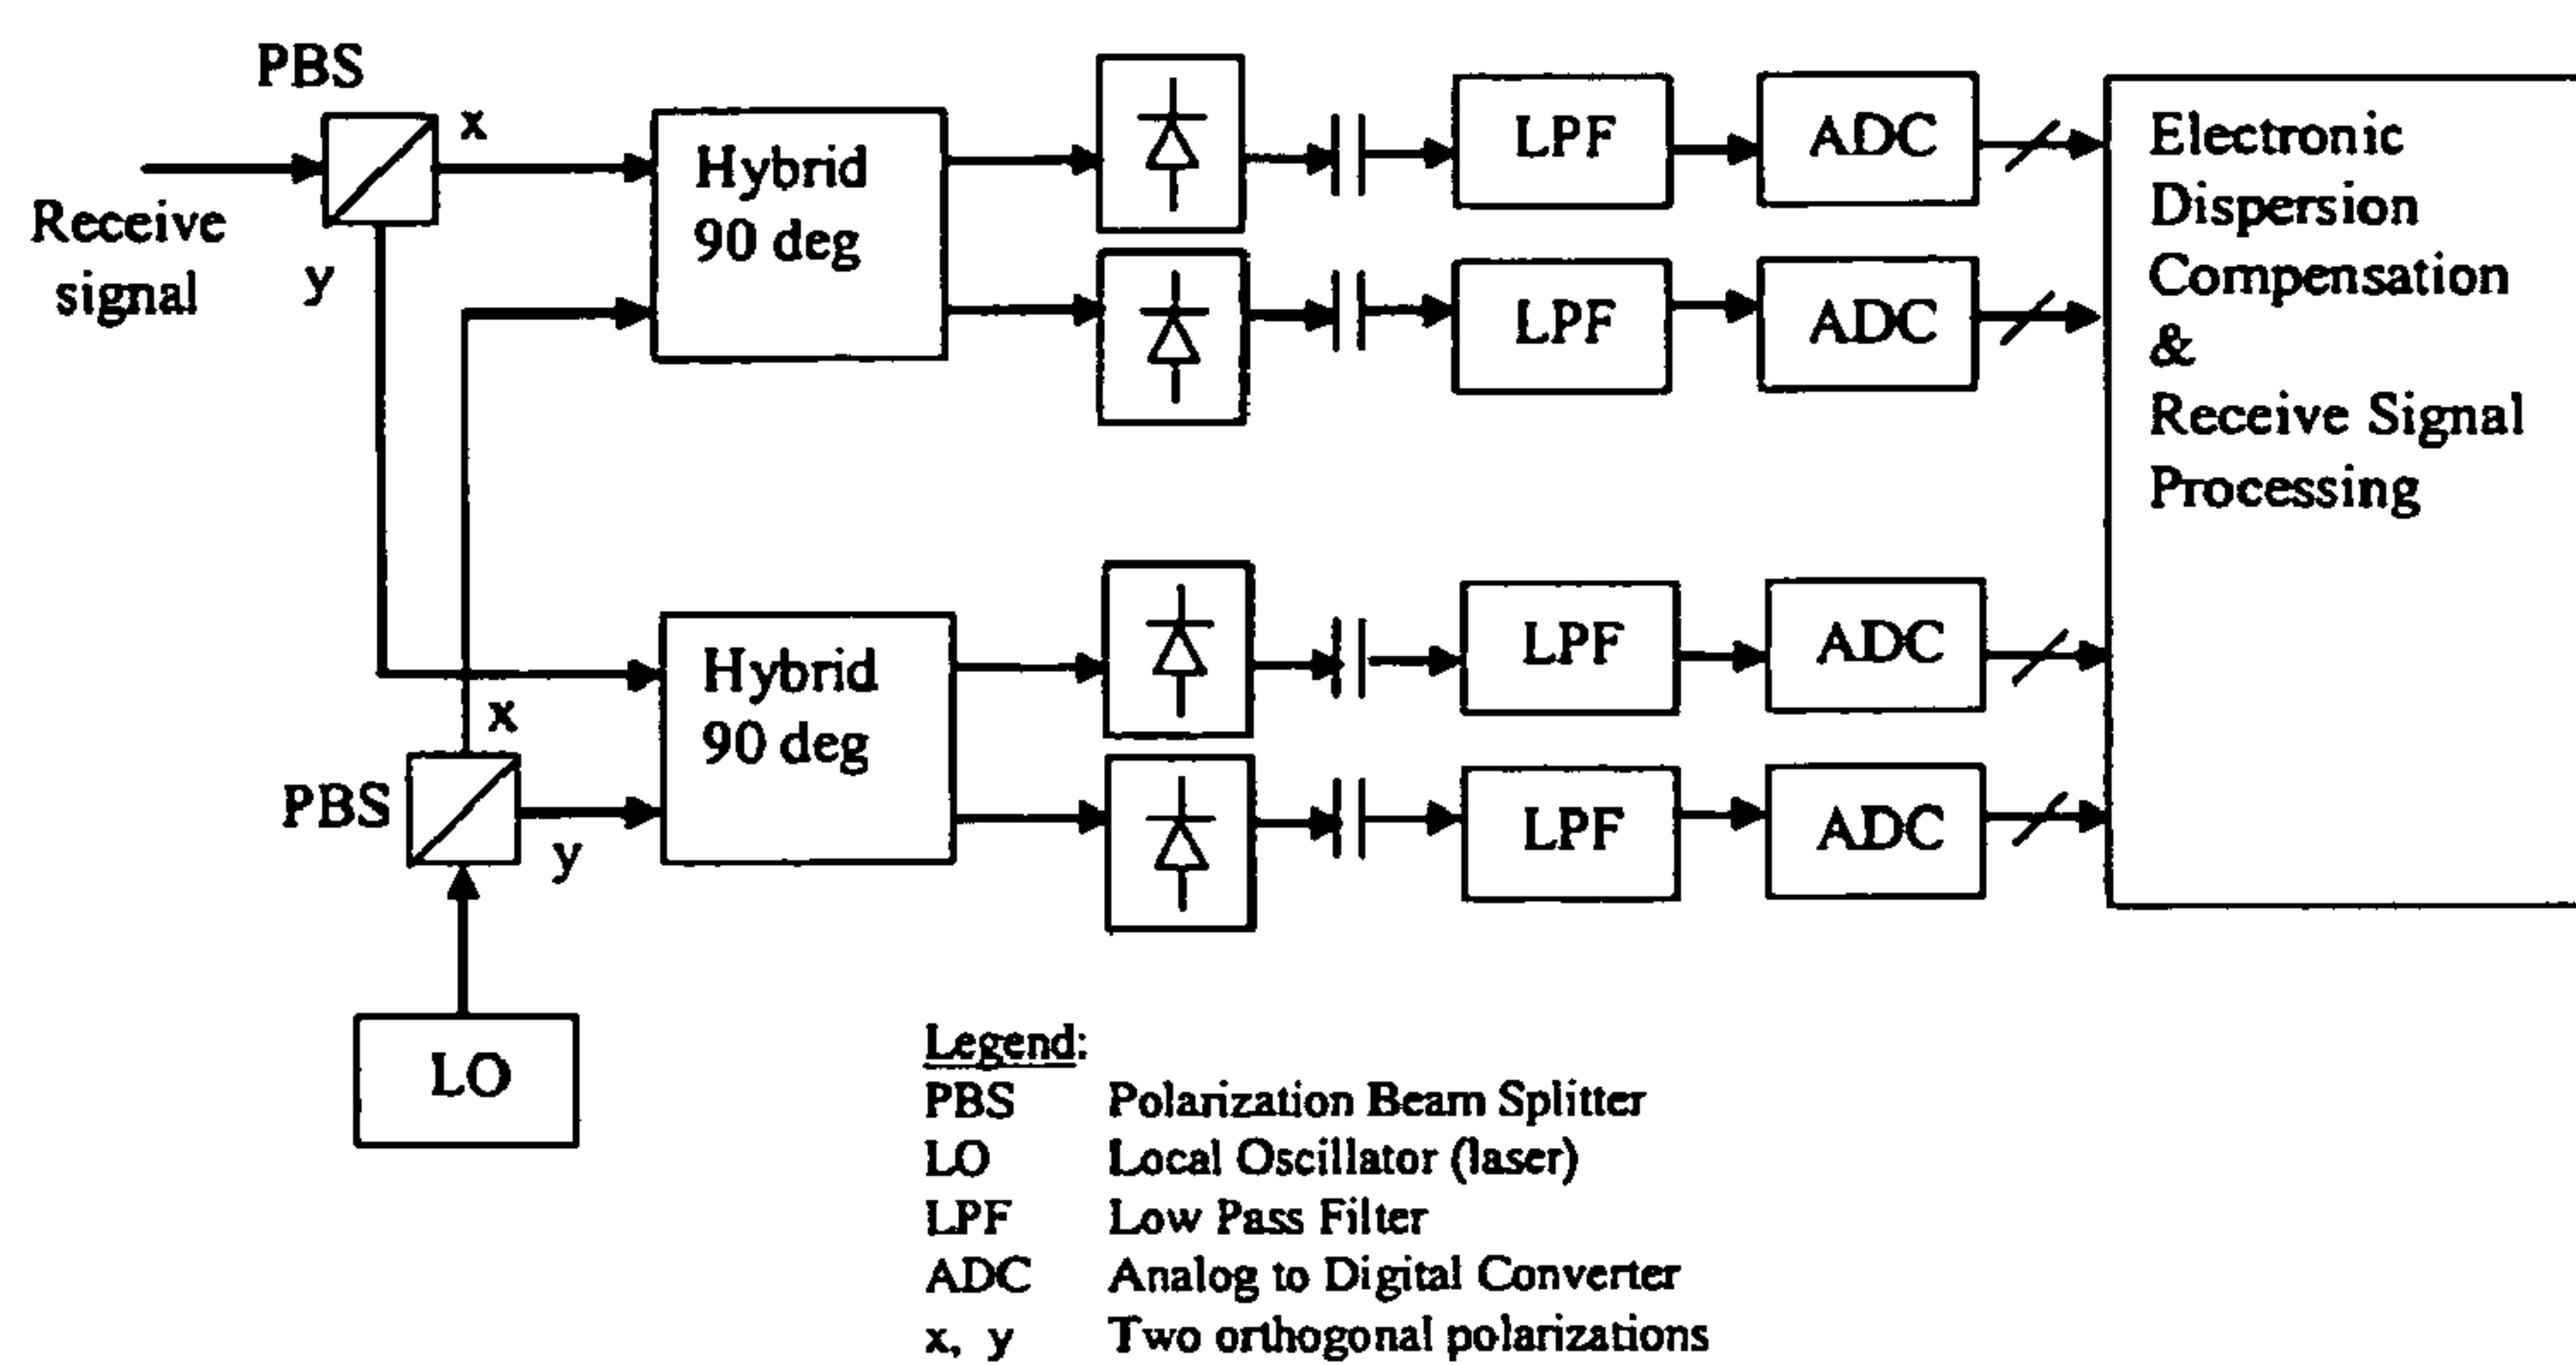 PBS
x
Receive
signal
y
Hybrid
90 deg
LPF
ADC
LPF
ADC
Electronic
Dispersion
Compensation
&
Receive Signal
Processing
Hybrid
90 deg
x
PBS
y
LPF
ADC
LPF
ADC
LO
Legend:
PBS Polarization Beam Splitter
LO Local Oscillator (laser)
LPF Low Pass Filter
ADC Analog to Digital Converter
x, y Two orthogonal polarizations